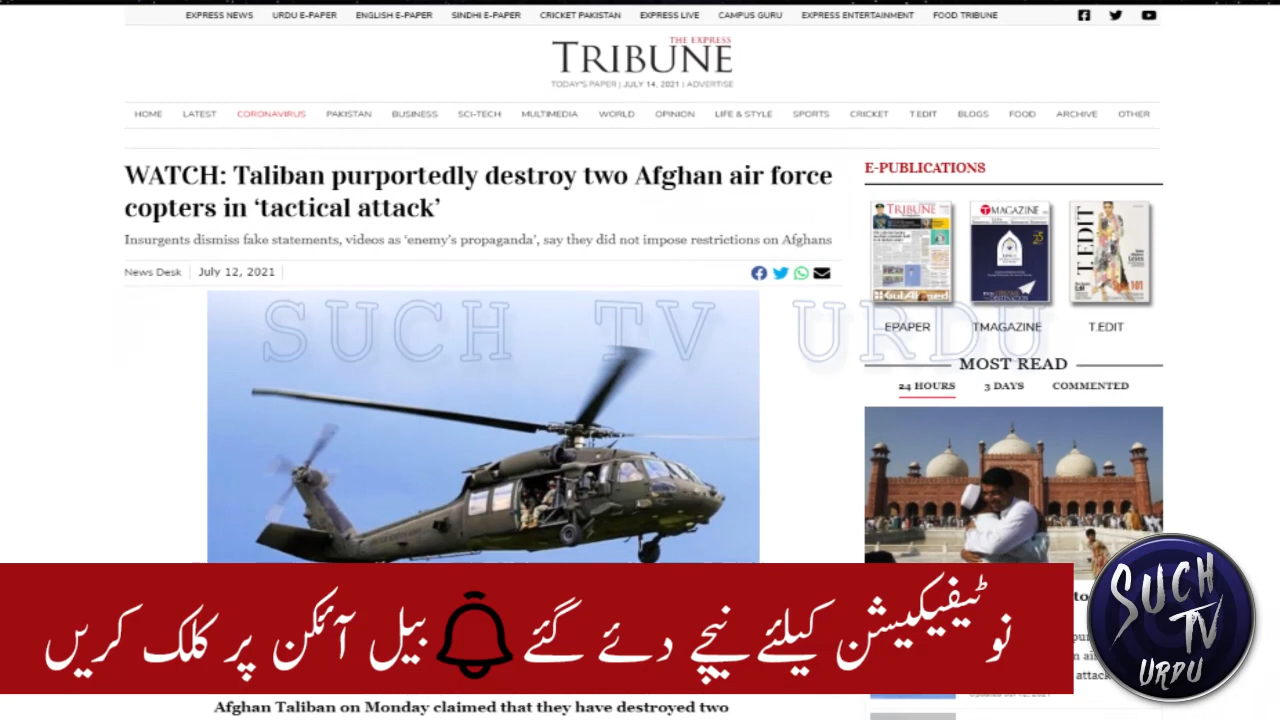 EXPRESS NEWS URDU E-PAPER ENGLISH E-PAPER SINDHI E-PAPER CRICKET PAKISTAN EXPRESS LIVE CAMPUS GURU EXPRESS ENTERTAINMENT FOOD TRIBUNE
THE EXPRESS
TRIBUNE
TODAY'S PAPER | JULY 14, 2021 | ADVERTISE
HOME LATEST CORONAVIRUS PAKISTAN BUSINESS SCI-TECH MULTIMEDIA WORLD OPINION LIFE & STYLE SPORTS CRICKET T.EDIT BLOGS FOOD ARCHIVE OTHER
WATCH: Taliban purportedly destroy two Afghan air force
copters in ‘tactical attack’
Insurgents dismiss fake statements, videos as ‘enemy’s propaganda’, say they did not impose restrictions on Afghans
News Desk July 12, 2021
E-PUBLICATIONS
TRIBUNE
T MAGAZINE
T.EDIT
EPAPER TMAGAZINE T.EDIT
MOST READ
24 HOURS 3 DAYS COMMENTED
SUCH TV URDU
نوٹیفیکیشن کیلئے نیچے دئے گئے بیل آئکن پر کلک کریں
SUCH
TV
URDU
Afghan Taliban on Monday claimed that they have destroyed two